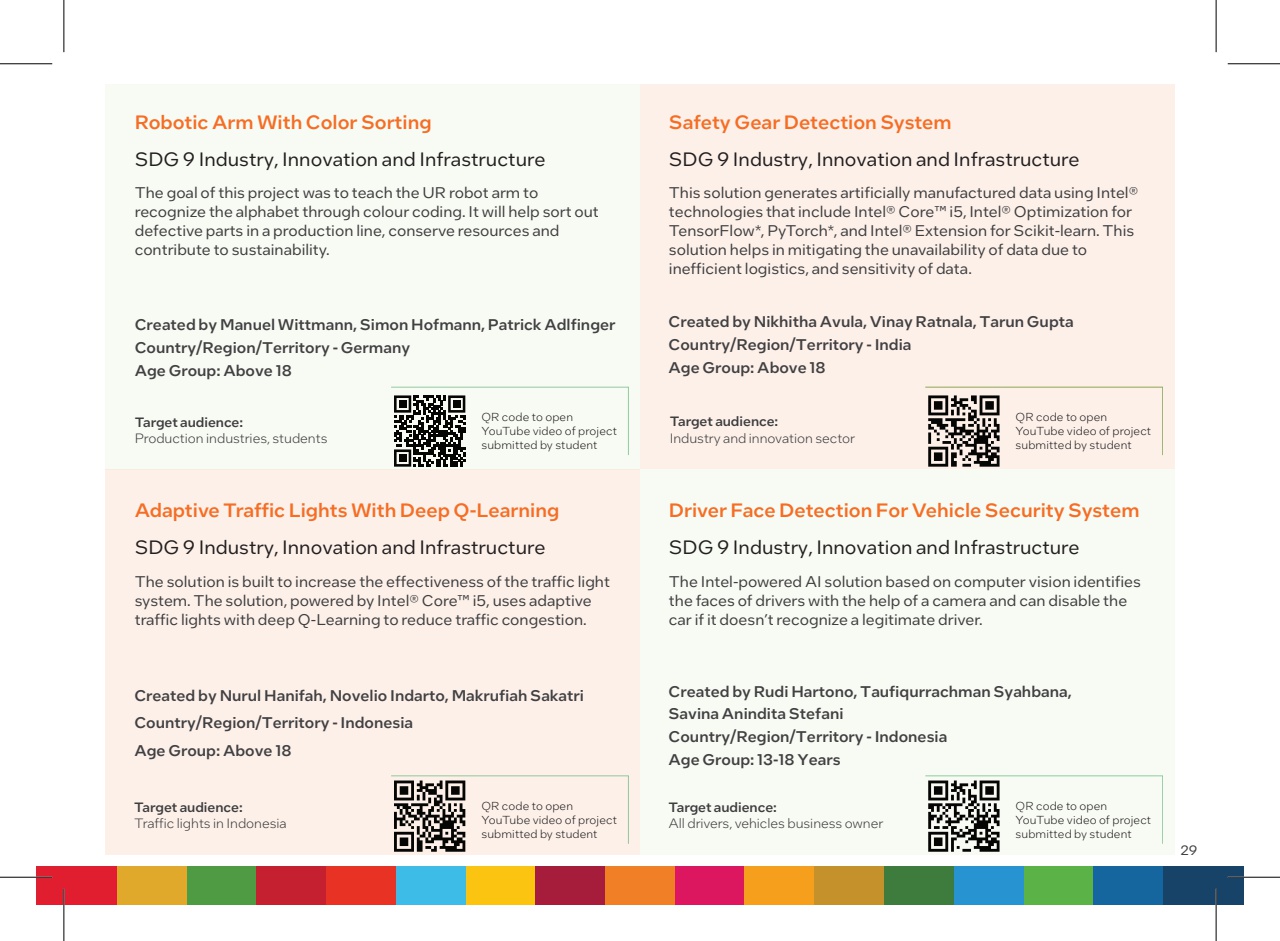 Robotic Arm With Color Sorting
SDG 9 Industry, Innovation and Infrastructure
The goal of this project was to teach the UR robot arm to
recognize the alphabet through colour coding. It will help sort out
defective parts in a production line, conserve resources and
contribute to sustainability.
Created by Manuel Wittmann, Simon Hofmann, Patrick Adlfinger
Country/Region/Territory - Germany
Age Group: Above 18
Target audience:
Production industries, students
QR code to open
YouTube video of project
submitted by student
Safety Gear Detection System
SDG 9 Industry, Innovation and Infrastructure
This solution generates artificially manufactured data using Intel®
technologies that include Intel® Core™ i5, Intel® Optimization for
TensorFlow*, PyTorch*, and Intel® Extension for Scikit-learn. This
solution helps in mitigating the unavailability of data due to
inefficient logistics, and sensitivity of data.
Created by Nikhitha Avula, Vinay Ratnala, Tarun Gupta
Country/Region/Territory - India
Age Group: Above 18
Target audience:
Industry and innovation sector
QR code to open
YouTube video of project
submitted by student
Adaptive Traffic Lights With Deep Q-Learning
SDG 9 Industry, Innovation and Infrastructure
The solution is built to increase the effectiveness of the traffic light
system. The solution, powered by Intel® Core™ i5, uses adaptive
traffic lights with deep Q-Learning to reduce traffic congestion.
Created by Nurul Hanifah, Novelio Indarto, Makrufiah Sakatri
Country/Region/Territory - Indonesia
Age Group: Above 18
Target audience:
Traffic lights in Indonesia
QR code to open
YouTube video of project
submitted by student
Driver Face Detection For Vehicle Security System
SDG 9 Industry, Innovation and Infrastructure
The Intel-powered AI solution based on computer vision identifies
the faces of drivers with the help of a camera and can disable the
car if it doesn’t recognize a legitimate driver.
Created by Rudi Hartono, Taufiqurrachman Syahbana,
Savina Anindita Stefani
Country/Region/Territory - Indonesia
Age Group: 13-18 Years
Target audience:
All drivers, vehicles business owner
QR code to open
YouTube video of project
submitted by student
29